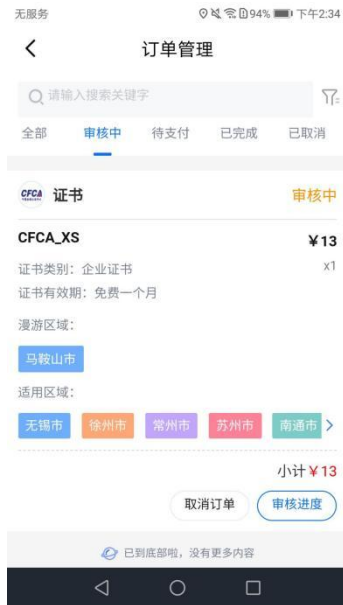 无服务 94% 下午2:34
订单管理
请输入搜索关键字
全部 审核中 待支付 已完成 已取消
CFCA 证书 审核中
CFCA_XS ¥13
证书类别：企业证书 x1
证书有效期：免费一个月
漫游区域：
马鞍山市
适用区域：
无锡市 徐州市 常州市 苏州市 南通市
小计¥13
取消订单 审核进度
已到底部啦，没有更多内容